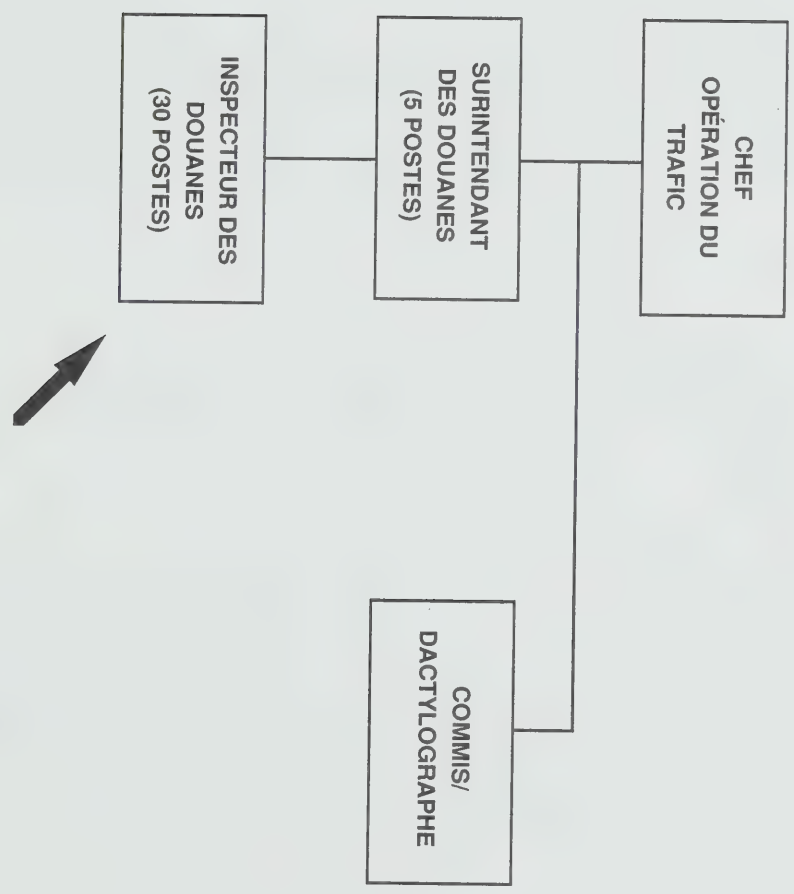 CHEF
OPÉRATION DU
TRAFIC
SURINTENDANT
DES DOUANES
(5 POSTES)
COMMIS/
DACTYLOGRAPHE
INSPECTEUR DES
DOUANES
(30 POSTES)